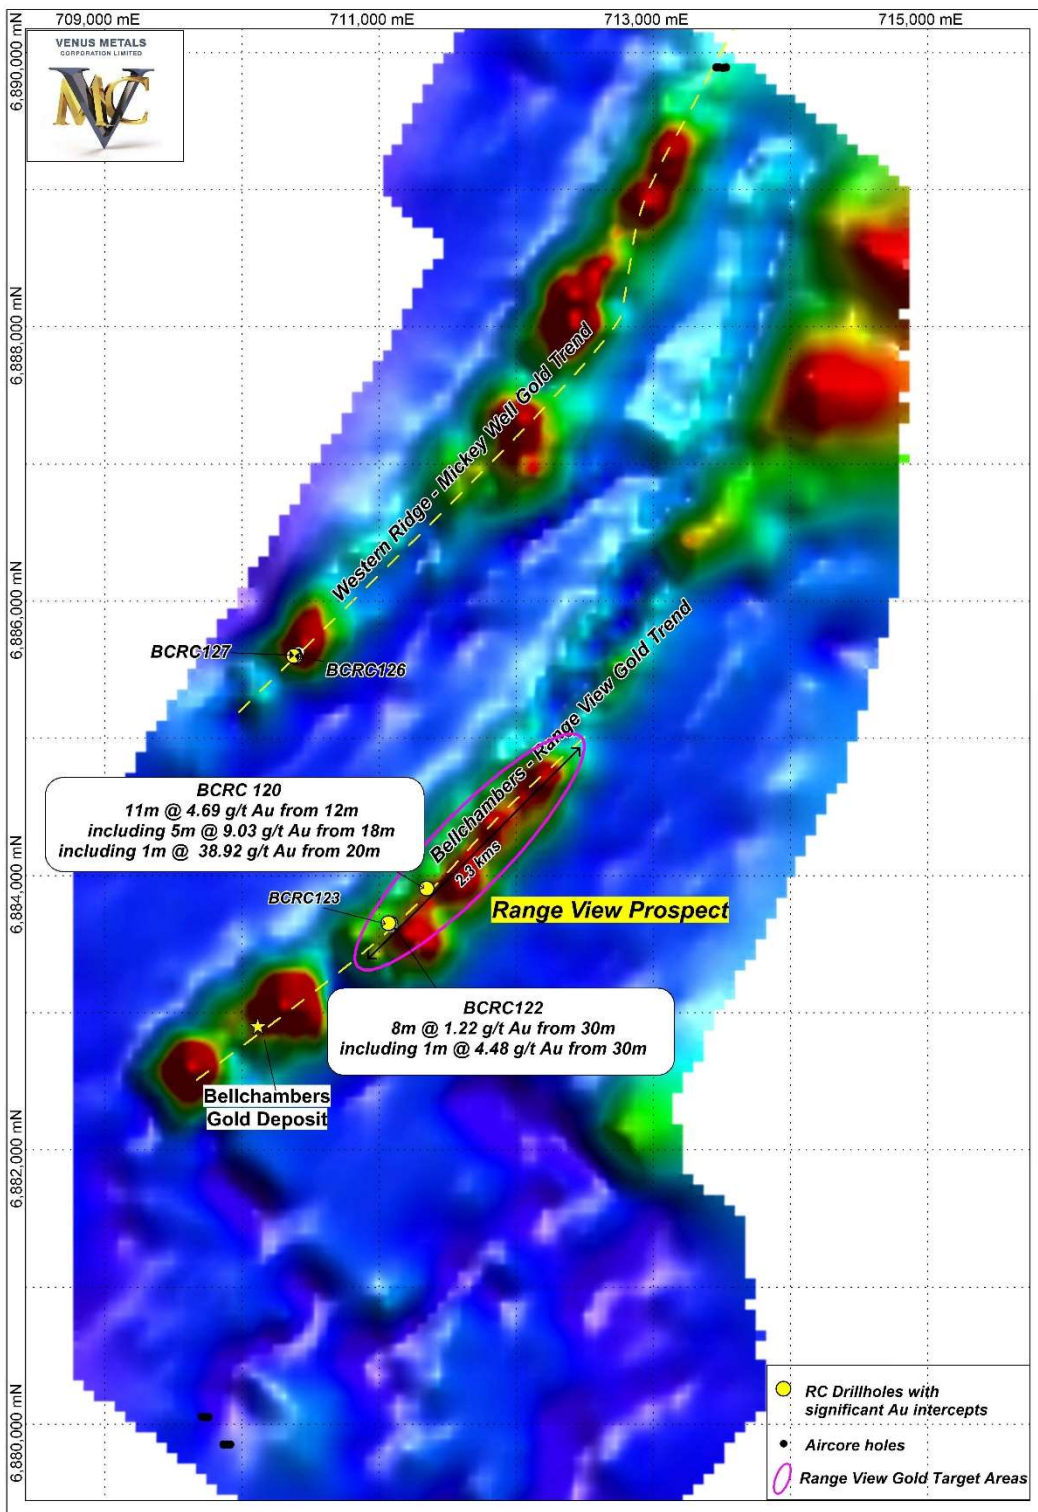 709,000 mE
711,000 mE
713,000 mE
715,000 mE
VENUS METALS
CORPORATION LIMITED
VMC
6,890,000 mN
6,888,000 mN
6,886,000 mN
6,884,000 mN
6,882,000 mN
6,880,000 mN
Western Ridge - Mickey Well Gold Trend
BCRC127
BCRC126
Bellchambers - Range View Gold Trend
BCRC 120
11m @ 4.69 g/t Au from 12m
including 5m @ 9.03 g/t Au from 18m
including 1m @ 38.92 g/t Au from 20m
2.3 kms
BCRC123
Range View Prospect
BCRC122
8m @ 1.22 g/t Au from 30m
including 1m @ 4.48 g/t Au from 30m
Bellchambers
Gold Deposit
RC Drillholes with
significant Au intercepts
Aircore holes
Range View Gold Target Areas